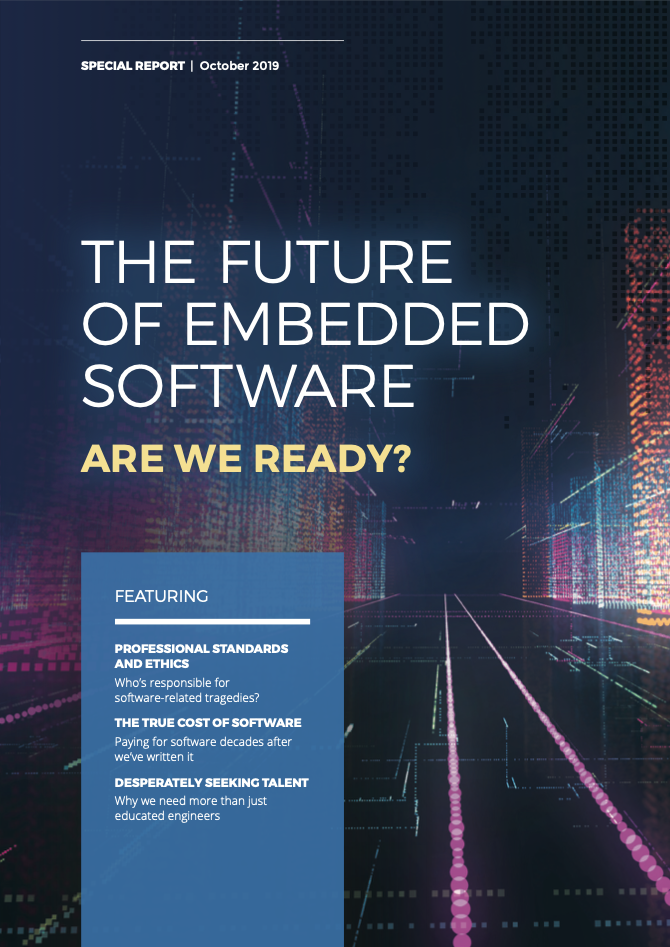 SPECIAL REPORT | October 2019
THE FUTURE
OF EMBEDDED
SOFTWARE
ARE WE READY?
FEATURING
PROFESSIONAL STANDARDS
AND ETHICS
Who's responsible for
software-related tragedies?
THE TRUE COST OF SOFTWARE
Paying for software decades after
we've written it
DESPERATELY SEEKING TALENT
Why we need more than just
educated engineers